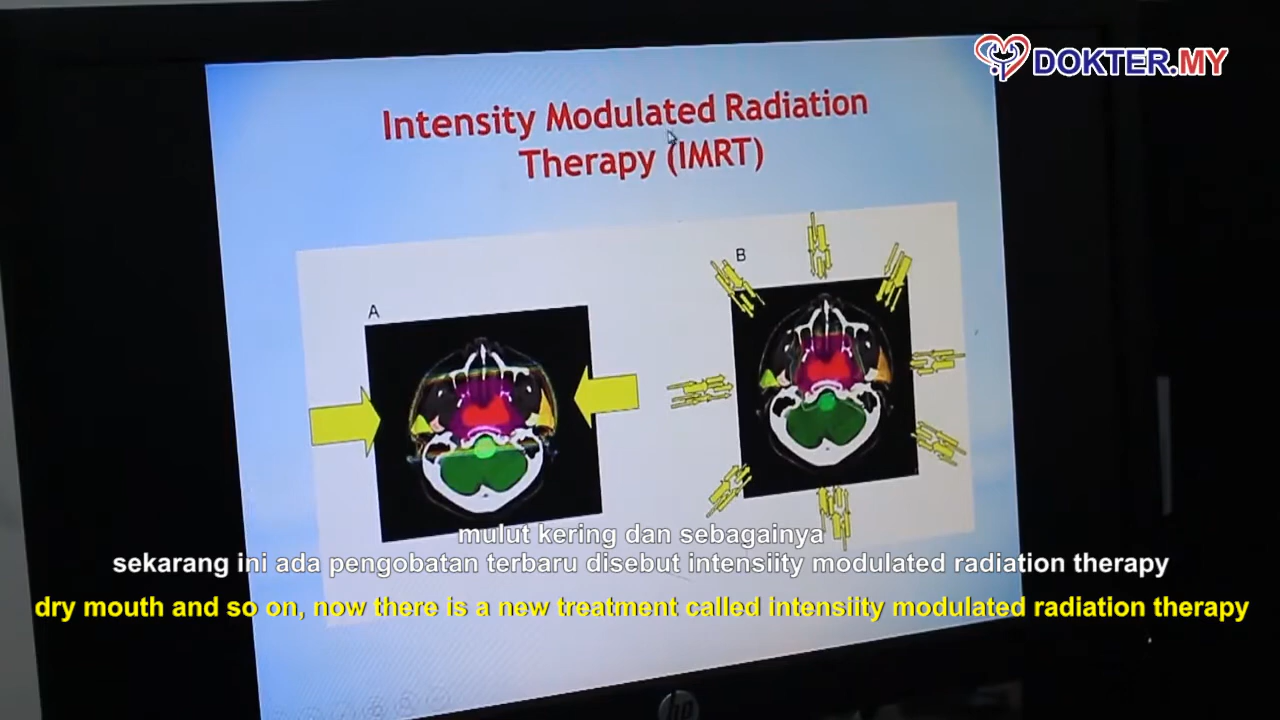 DOKTER.MY
Intensity Modulated Radiation
Therapy (IMRT)
A
B
mulut kering dan sebagainya
sekarang ini ada pengobatan terbaru disebut intensiity modulated radiation therapy
dry mouth and so on, now there is a new treatment called intensiity modulated radiation therapy
hp